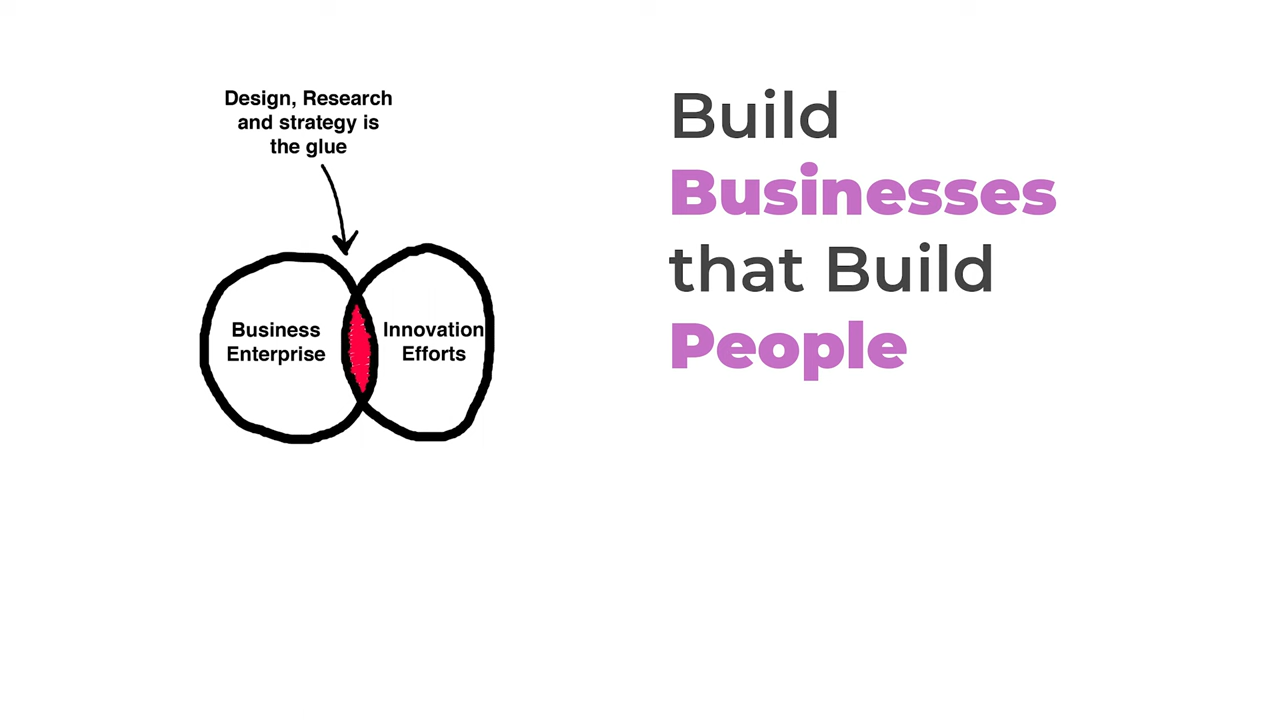 Design, Research
and strategy is
the glue
Business
Enterprise
Innovation
Efforts
Build
Businesses
that Build
People